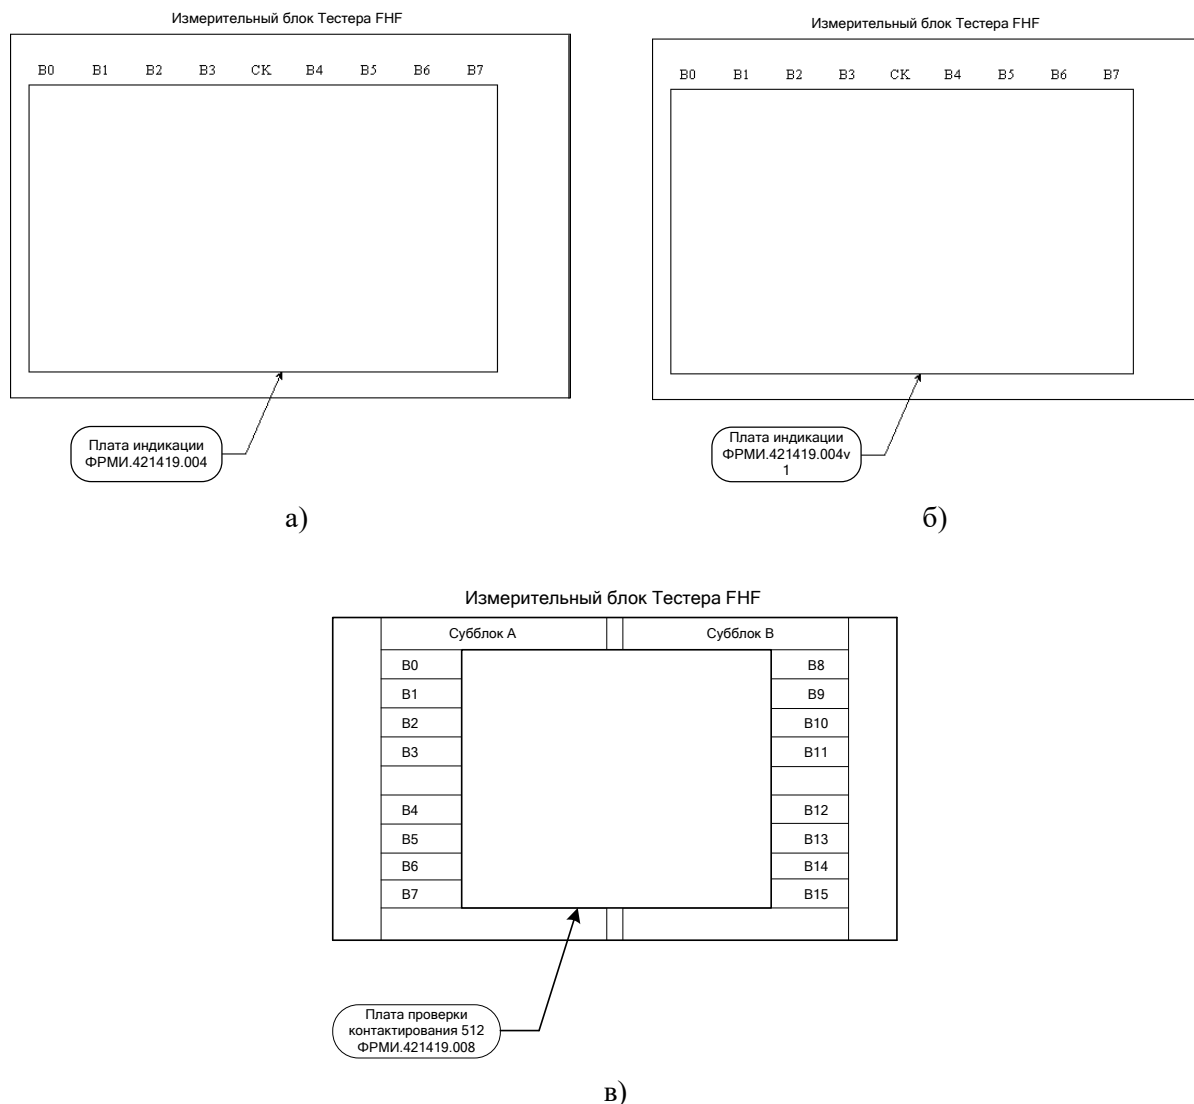 Измерительный блок Тестера FHF
B0 B1 B2 B3 CK B4 B5 B6 B7
Плата индикации
ФРМИ.421419.004
а)
Измерительный блок Тестера FHF
B0 B1 B2 B3 CK B4 B5 B6 B7
Плата индикации
ФРМИ.421419.004v
1
б)
Измерительный блок Тестера FHF
Субблок А Субблок В
B0 B8
B1 B9
B2 B10
B3 B11
B4 B12
B5 B13
B6 B14
B7 B15
Плата проверки
контактирования 512
ФРМИ.421419.008
в)